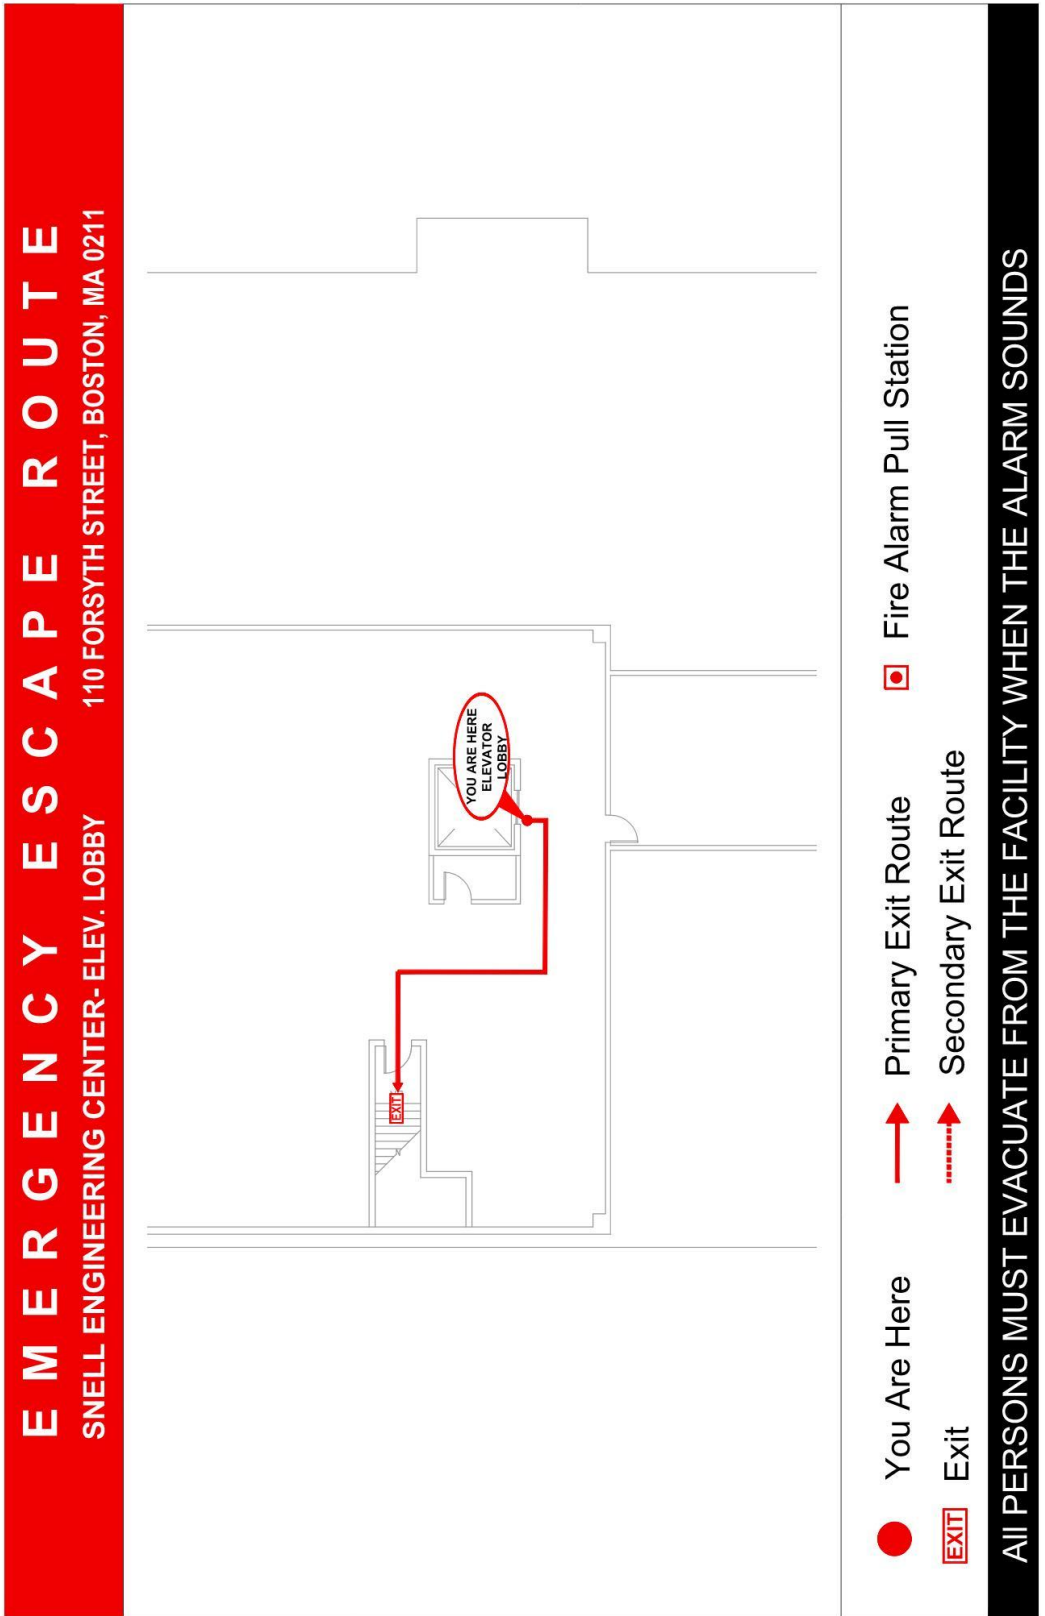 EMERGENCY ESCAPE ROUTE
SNELL ENGINEERING CENTER- ELEV. LOBBY 110 FORSYTH STREET, BOSTON, MA 0211
YOU ARE HERE
ELEVATOR
LOBBY
EXIT
You Are Here
Primary Exit Route
Fire Alarm Pull Station
EXIT
Exit
Secondary Exit Route
All PERSONS MUST EVACUATE FROM THE FACILITY WHEN THE ALARM SOUNDS